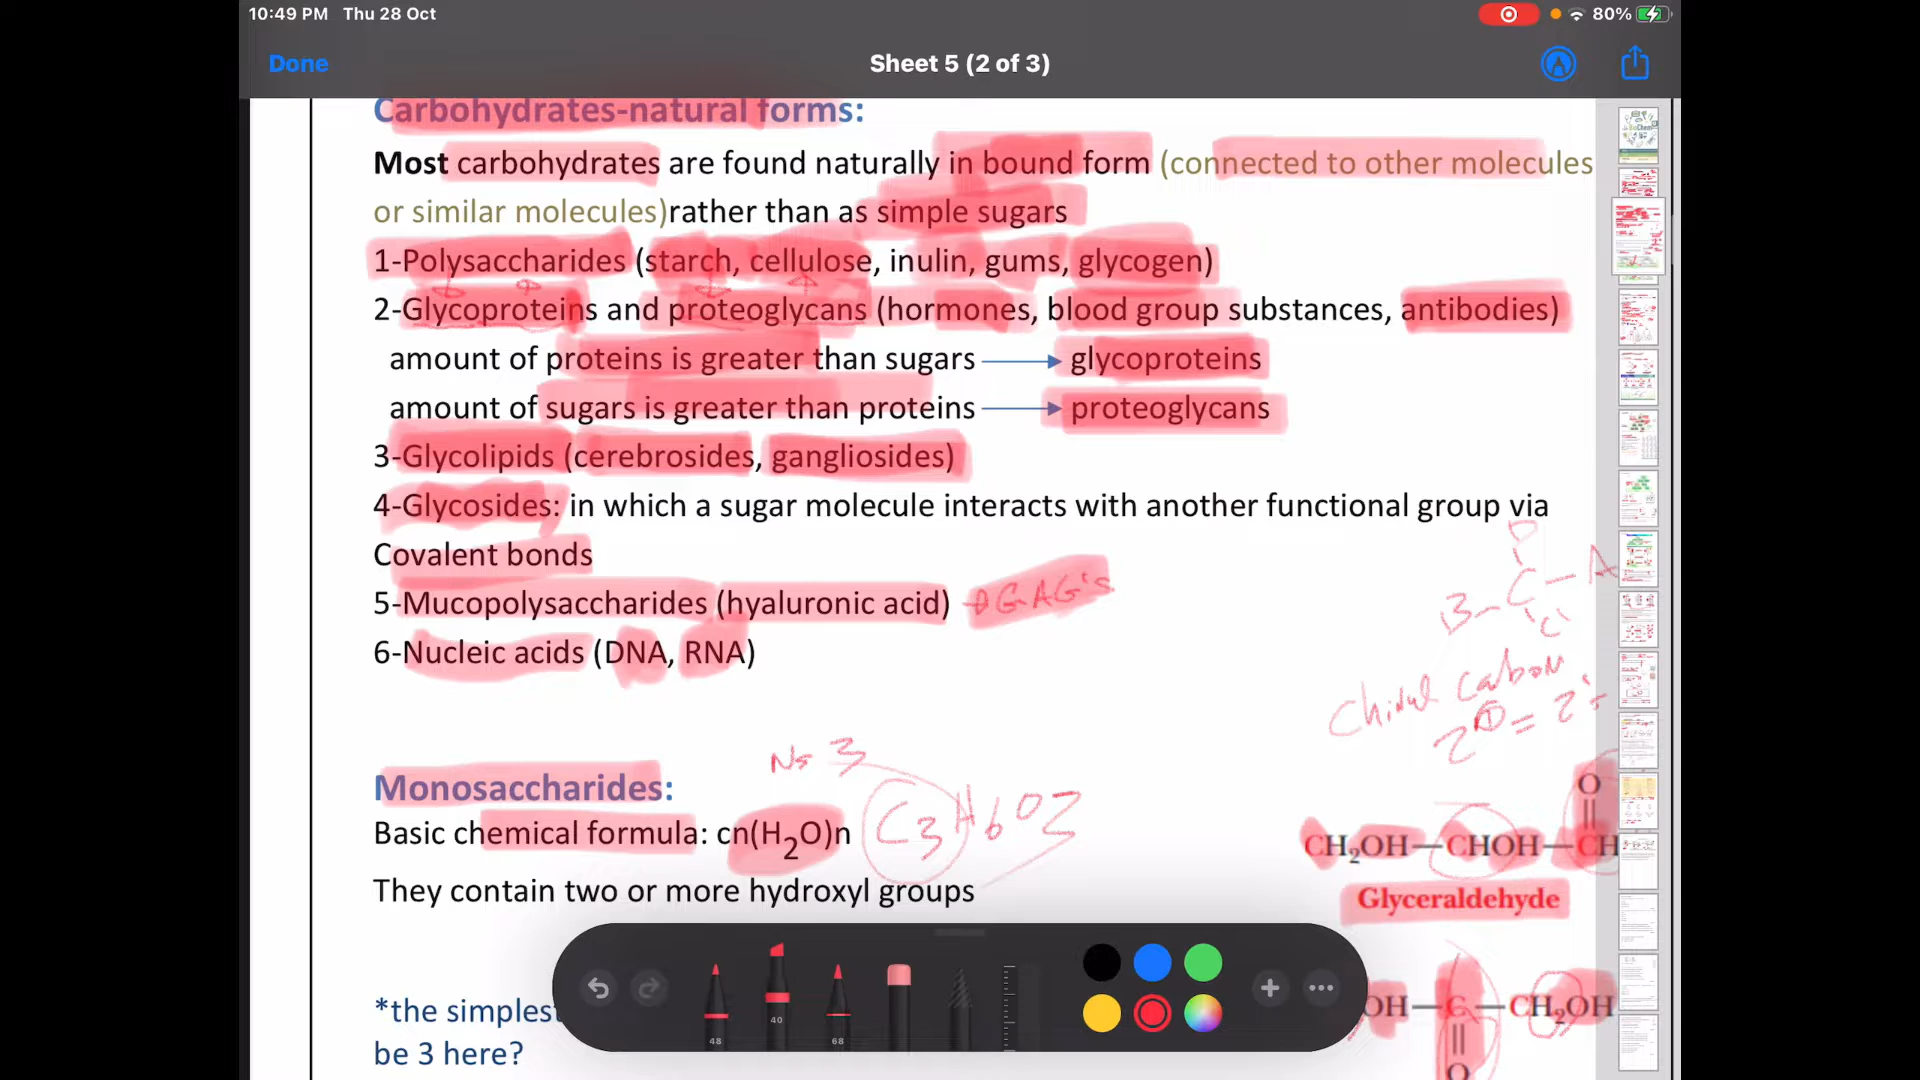 10:49 PM Thu 28 Oct
80%
Done
Sheet 5 (2 of 3)
Carbohydrates-natural forms:
Most carbohydrates are found naturally in bound form (connected to other molecules
or similar molecules)rather than as simple sugars
1-Polysaccharides (starch, cellulose, inulin, gums, glycogen)
2-Glycoproteins and proteoglycans (hormones, blood group substances, antibodies)
amount of proteins is greater than sugars → glycoproteins
amount of sugars is greater than proteins → proteoglycans
3-Glycolipids (cerebrosides, gangliosides)
4-Glycosides: in which a sugar molecule interacts with another functional group via
Covalent bonds
5-Mucopolysaccharides (hyaluronic acid) → GAG's
6-Nucleic acids (DNA, RNA)
D
C—A
B—
C
Chiral Carbon
Monosaccharides:
Basic chemical formula: cn(H2O)n C3H6O3
They contain two or more hydroxyl groups
O
CH2OH—CHOH—CH
Glyceraldehyde
OH—C—CH2OH
O
*the simples
be 3 here?
48
40
68